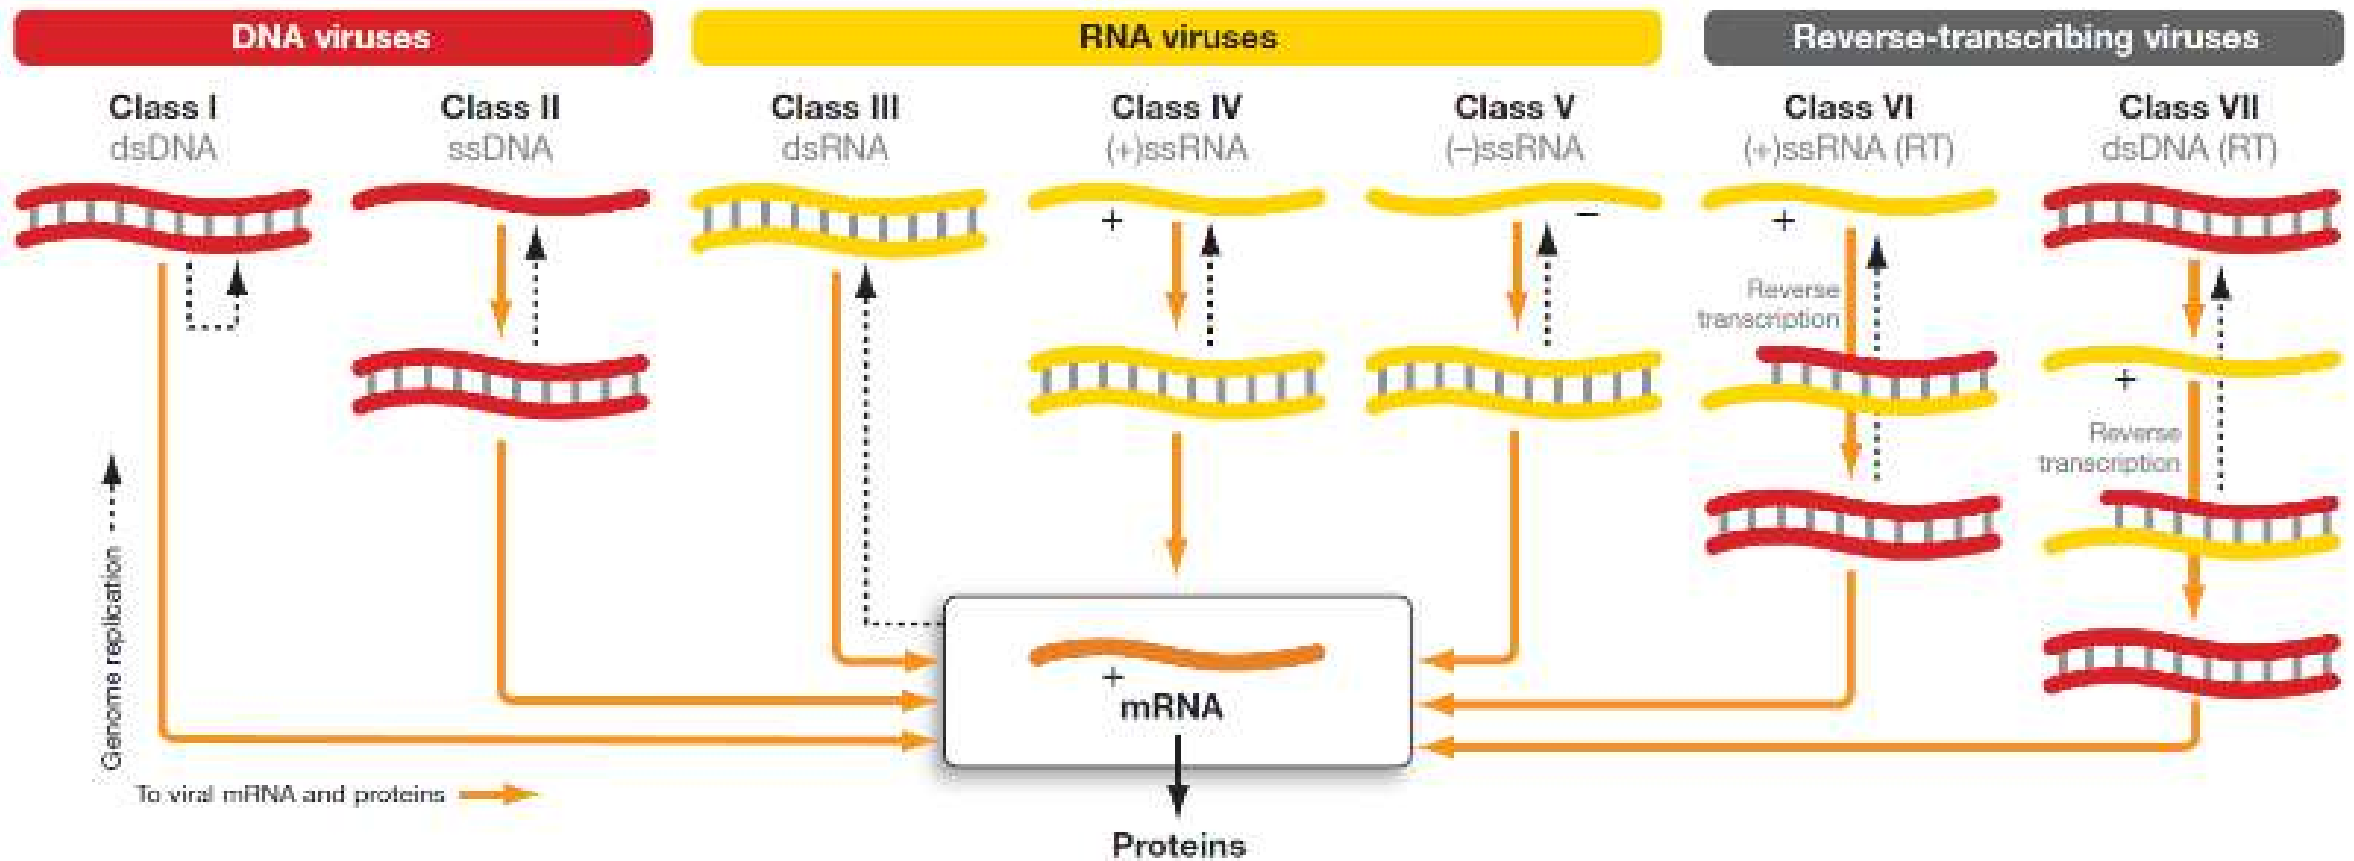 DNA viruses
RNA viruses
Reverse-transcribing viruses
Class I
dsDNA
Class II
ssDNA
Class III
dsRNA
Class IV
(+)ssRNA
Class V
(–)ssRNA
Class VI
(+)ssRNA (RT)
Class VII
dsDNA (RT)
+
–
+
Reverse
transcription
+
Reverse
transcription
Genome replication
+
mRNA
To viral mRNA and proteins
Proteins